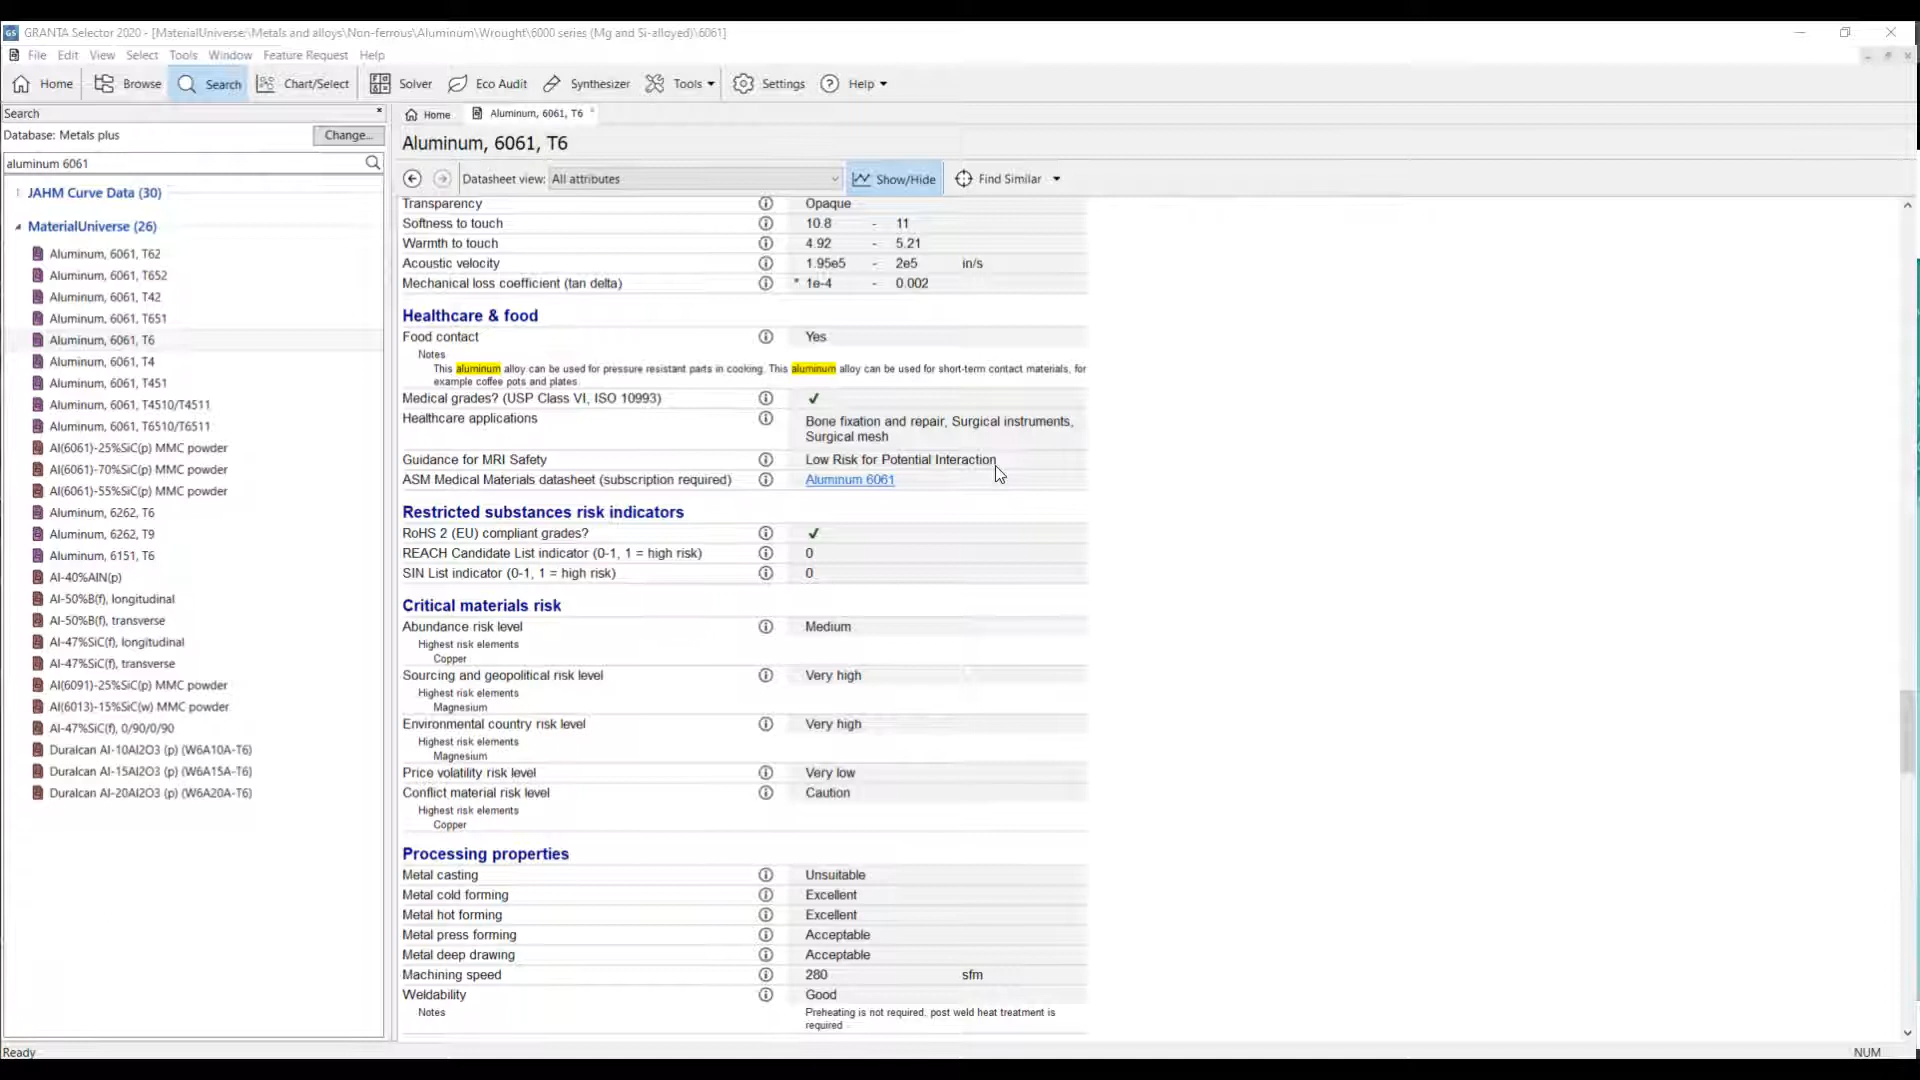 GRANTA Selector 2020 - [MaterialUniverse:\Metals and alloys\Non-ferrous\Aluminum\Wrought\6000 series (Mg and Si-alloyed)\6061]
File Edit View Select Tools Window Feature Request Help
Home Browse Search Chart/Select Solver Eco Audit Synthesizer Tools Settings Help
Search
Database: Metals plus Change...
aluminum 6061
JAHM Curve Data (30)
MaterialUniverse (26)
Aluminum, 6061, T62
Aluminum, 6061, T652
Aluminum, 6061, T42
Aluminum, 6061, T651
Aluminum, 6061, T6
Aluminum, 6061, T4
Aluminum, 6061, T451
Aluminum, 6061, T4510/T4511
Aluminum, 6061, T6510/T6511
Al(6061)-25%SiC(p) MMC powder
Al(6061)-70%SiC(p) MMC powder
Al(6061)-55%SiC(p) MMC powder
Aluminum, 6262, T6
Aluminum, 6262, T9
Aluminum, 6151, T6
Al-40%AlN(p)
Al-50%B(f), longitudinal
Al-50%B(f), transverse
Al-47%SiC(f), longitudinal
Al-47%SiC(f), transverse
Al(6091)-25%SiC(p) MMC powder
Al(6013)-15%SiC(w) MMC powder
Al-47%SiC(f), 0/90/0/90
Duralcan Al-10Al2O3 (p) (W6A10A-T6)
Duralcan Al-15Al2O3 (p) (W6A15A-T6)
Duralcan Al-20Al2O3 (p) (W6A20A-T6)
Home Aluminum, 6061, T6
Aluminum, 6061, T6
Datasheet view: All attributes Show/Hide Find Similar
Transparency Opaque
Softness to touch 10.8 - 11
Warmth to touch 4.92 - 5.21
Acoustic velocity 1.95e5 - 2e5 in/s
Mechanical loss coefficient (tan delta) * 1e-4 - 0.002
Healthcare & food
Food contact Yes
Notes
This aluminum alloy can be used for pressure resistant parts in cooking. This aluminum alloy can be used for short-term contact materials, for
example coffee pots and plates.
Medical grades? (USP Class VI, ISO 10993) ✓
Healthcare applications Bone fixation and repair, Surgical instruments,
Surgical mesh
Guidance for MRI Safety Low Risk for Potential Interaction
ASM Medical Materials datasheet (subscription required) Aluminum 6061
Restricted substances risk indicators
RoHS 2 (EU) compliant grades? ✓
REACH Candidate List indicator (0-1, 1 = high risk) 0
SIN List indicator (0-1, 1 = high risk) 0
Critical materials risk
Abundance risk level Medium
Highest risk elements
Copper
Sourcing and geopolitical risk level Very high
Highest risk elements
Magnesium
Environmental country risk level Very high
Highest risk elements
Magnesium
Price volatility risk level Very low
Conflict material risk level Caution
Highest risk elements
Copper
Processing properties
Metal casting Unsuitable
Metal cold forming Excellent
Metal hot forming Excellent
Metal press forming Acceptable
Metal deep drawing Acceptable
Machining speed 280 sfm
Weldability Good
Notes Preheating is not required, post weld heat treatment is
required
Ready NUM